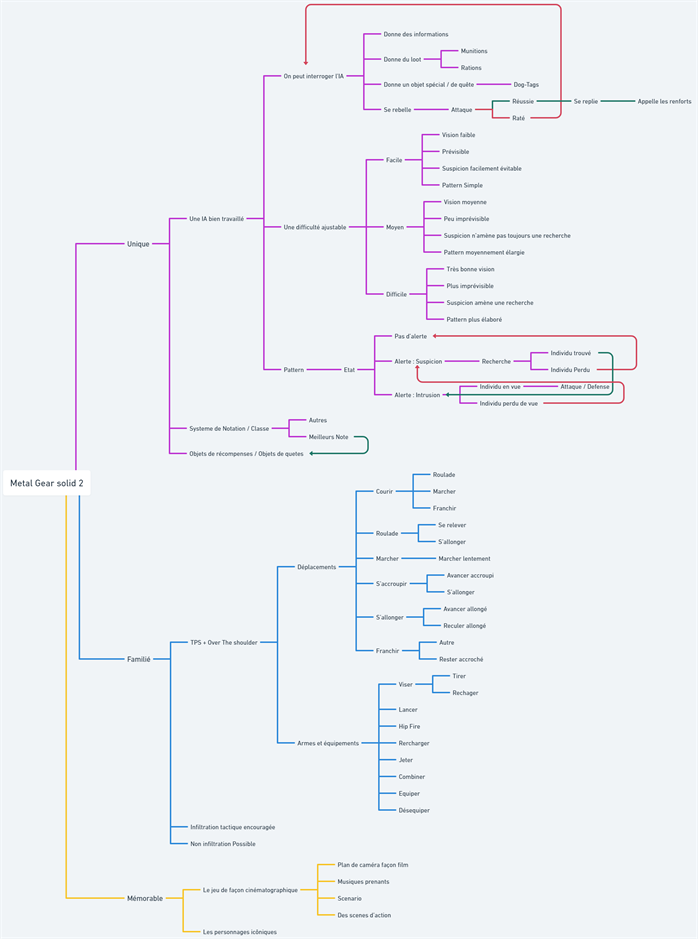 Metal Gear solid 2
Unique
Une IA bien travaillé
On peut interroger l'IA
Donne des informations
Donne du loot
Munitions
Rations
Donne un objet spécial / de quête
Dog-Tags
Se rebelle
Attaque
Réussie
Se replie
Appelle les renforts
Raté
Une difficulté ajustable
Facile
Vision faible
Prévisible
Suspicion facilement évitable
Pattern Simple
Moyen
Vision moyenne
Peu imprévisible
Suspicion n'amène pas toujours une recherche
Pattern moyennement élargie
Difficile
Très bonne vision
Plus imprévisible
Suspicion amène une recherche
Pattern plus élaboré
Pattern
Etat
Pas d'alerte
Alerte : Suspicion
Recherche
Individu trouvé
Individu Perdu
Alerte : Intrusion
Individu en vue
Attaque / Defense
Individu perdu de vue
Systeme de Notation / Classe
Autres
Meilleurs Note
Objets de récompenses / Objets de quetes
Familié
TPS + Over The shoulder
Déplacements
Courir
Roulade
Marcher
Franchir
Roulade
Se relever
S'allonger
Marcher
Marcher lentement
S'accroupir
Avancer accroupi
S'allonger
S'allonger
Avancer allongé
Reculer allongé
Franchir
Autre
Rester accroché
Armes et équipements
Viser
Tirer
Rechager
Lancer
Hip Fire
Rercharger
Jeter
Combiner
Equiper
Désequiper
Infiltration tactique encouragée
Non infiltration Possible
Mémorable
Le jeu de façon cinématographique
Plan de caméra façon film
Musiques prenants
Scenario
Des scenes d'action
Les personnages icôniques